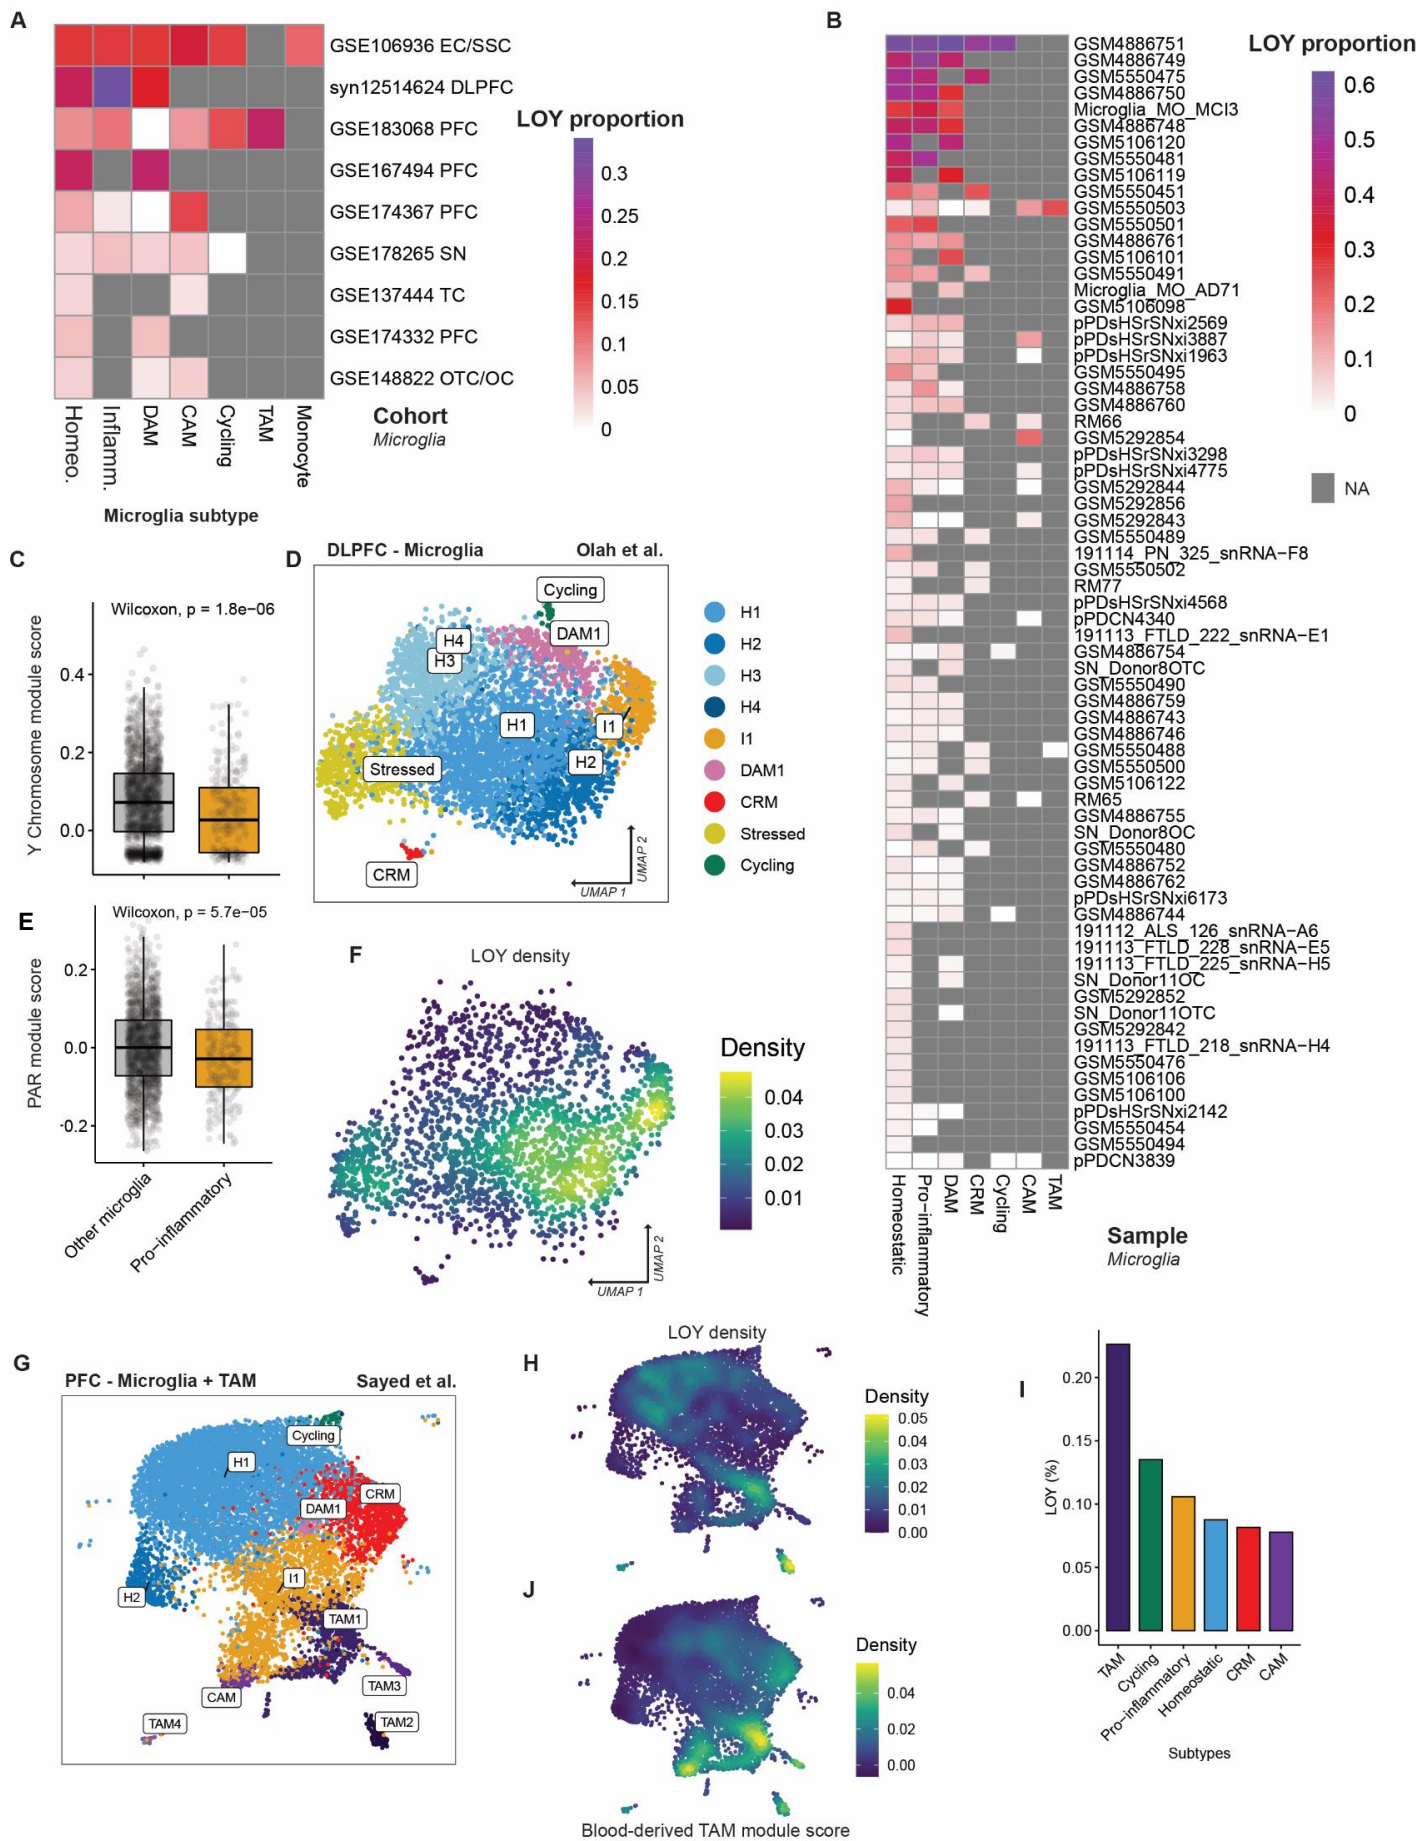 A
GSE106936 EC/SSC
syn12514624 DLPFC
GSE183068 PFC
GSE167494 PFC
GSE174367 PFC
GSE178265 SN
GSE137444 TC
GSE174332 PFC
GSE148822 OTC/OC
Homeo.
Inflamm.
DAM
CAM
Cycling
TAM
Monocyte
Cohort
Microglia
Microglia subtype
LOY proportion
0.3
0.25
0.2
0.15
0.1
0.05
0
B
GSM4886751
GSM4886749
GSM5550475
GSM4886750
Microglia_MO_MCI3
GSM4886748
GSM5106120
GSM5550481
GSM5106119
GSM5550451
GSM5550503
GSM5550501
GSM4886761
GSM5106101
GSM5550491
Microglia_MO_AD71
GSM5106098
pPDsHSrSNxi2569
pPDsHSrSNxi3887
pPDsHSrSNxi1963
GSM5550495
GSM4886758
GSM4886760
RM66
GSM5292854
pPDsHSrSNxi3298
pPDsHSrSNxi4775
GSM5292844
GSM5292856
GSM5292843
GSM5550489
191114_PN_325_snRNA−F8
GSM5550502
RM77
pPDsHSrSNxi4568
pPDCN4340
191113_FTLD_222_snRNA−E1
GSM4886754
SN_Donor8OTC
GSM5550490
GSM4886759
GSM4886743
GSM4886746
GSM5550488
GSM5550500
GSM5106122
RM65
GSM4886755
SN_Donor8OC
GSM5550480
GSM4886752
GSM4886762
pPDsHSrSNxi6173
GSM4886744
191112_ALS_126_snRNA−A6
191113_FTLD_228_snRNA−E5
191113_FTLD_225_snRNA−H5
SN_Donor11OC
GSM5292852
SN_Donor11OTC
GSM5292842
191113_FTLD_218_snRNA−H4
GSM5550476
GSM5106106
GSM5106100
pPDsHSrSNxi2142
GSM5550454
GSM5550494
pPDCN3839
Homeostatic
Pro−inflammatory
DAM
CRM
Cycling
CAM
TAM
Sample
Microglia
LOY proportion
0.6
0.5
0.4
0.3
0.2
0.1
0
NA
C
Wilcoxon, p = 1.8e−06
Y Chromosome module score
0.4
0.2
0.0
D
DLPFC - Microglia
Olah et al.
Cycling
DAM1
H4
H3
H1
I1
H2
Stressed
CRM
UMAP 1
UMAP 2
H1
H2
H3
H4
I1
DAM1
CRM
Stressed
Cycling
E
Wilcoxon, p = 5.7e−05
PAR module score
0.2
0.0
-0.2
Other microglia
Pro−inflammatory
F
LOY density
UMAP 1
UMAP 2
Density
0.04
0.03
0.02
0.01
G
PFC - Microglia + TAM
Sayed et al.
Cycling
H1
CRM
DAM1
I1
H2
TAM1
TAM3
CAM
TAM4
TAM2
H
LOY density
Density
0.05
0.04
0.03
0.02
0.01
0.00
I
LOY (%)
0.20
0.15
0.10
0.05
0.00
TAM
Cycling
Pro−inflammatory
Homeostatic
CRM
CAM
Subtypes
J
Density
0.04
0.02
0.00
Blood-derived TAM module score